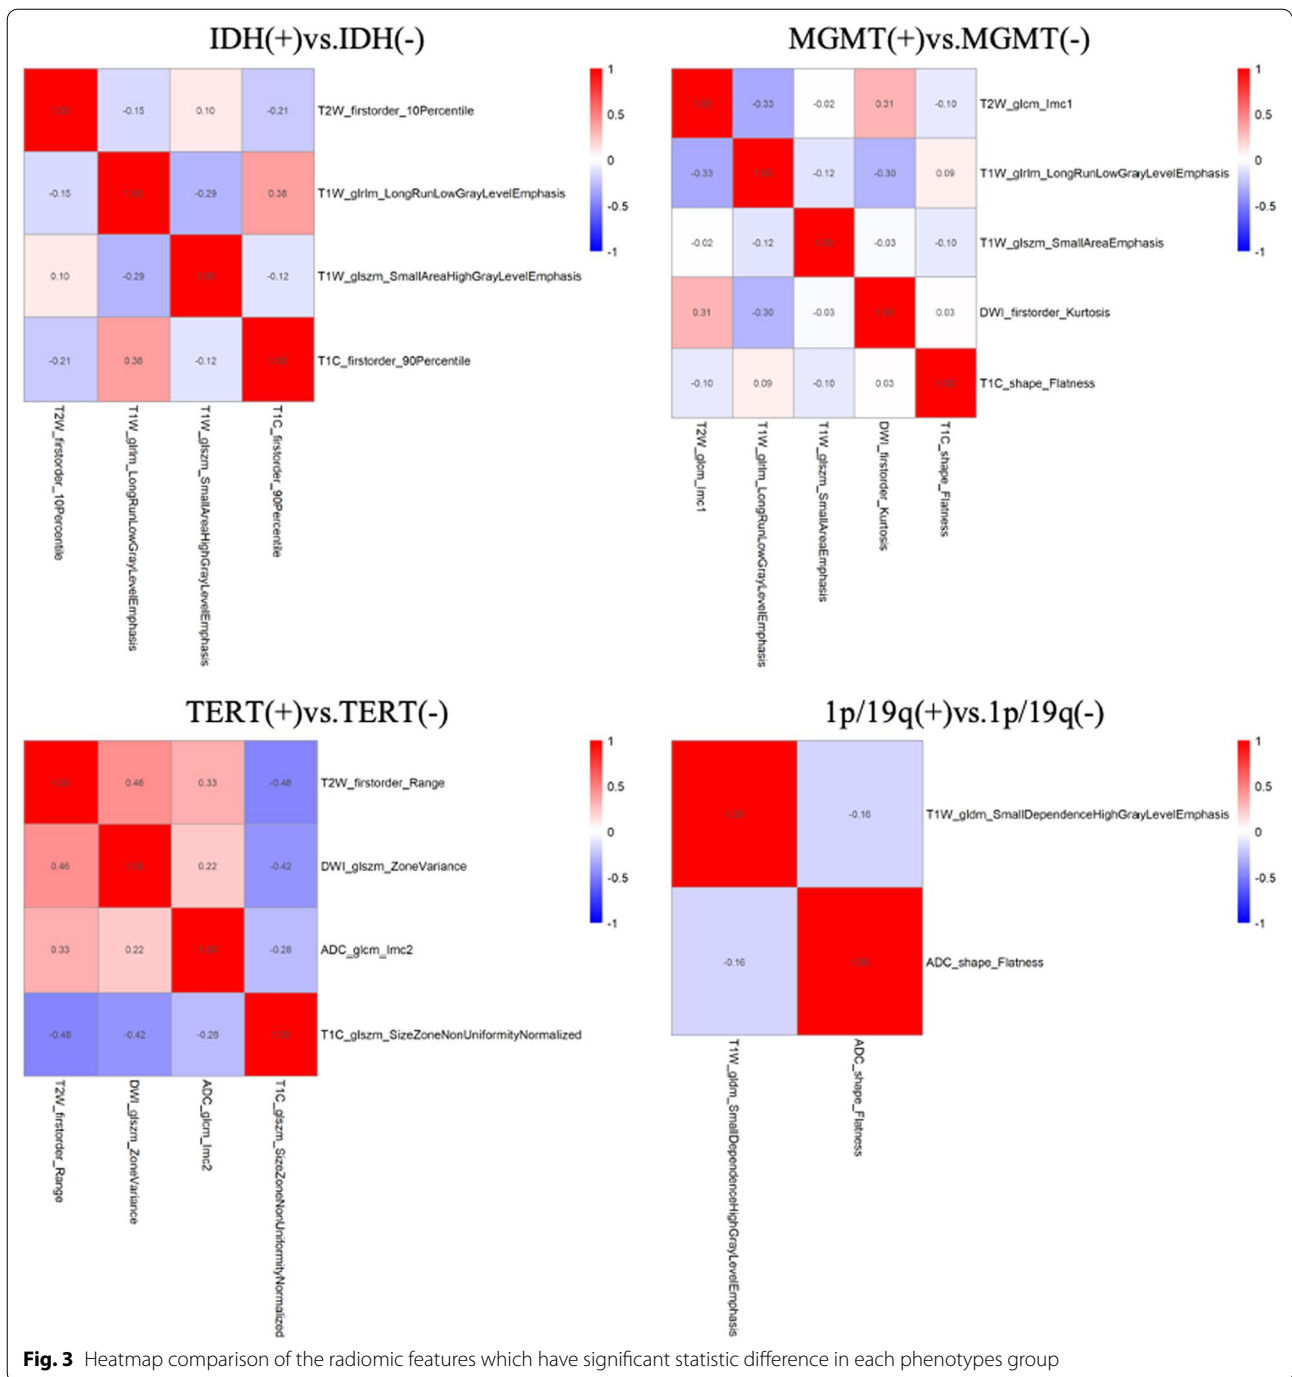 IDH(+)vs.IDH(-)
1
0.5
0
-0.5
-1
-0.15 0.10 -0.21 T2W_firstorder_10Percentile
-0.15 -0.29 0.38 T1W_glrlm_LongRunLowGrayLevelEmphasis
0.10 -0.29 -0.12 T1W_glszm_SmallAreaHighGrayLevelEmphasis
-0.21 0.38 -0.12 T1C_firstorder_90Percentile
T2W_firstorder_10Percentile
T1W_glrlm_LongRunLowGrayLevelEmphasis
T1W_glszm_SmallAreaHighGrayLevelEmphasis
T1C_firstorder_90Percentile
MGMT(+)vs.MGMT(-)
1
0.5
0
-0.5
-1
-0.33 -0.02 0.31 -0.10 T2W_glcm_Imc1
-0.33 -0.12 -0.30 0.09 T1W_glrlm_LongRunLowGrayLevelEmphasis
-0.02 -0.12 -0.03 -0.10 T1W_glszm_SmallAreaEmphasis
0.31 -0.30 -0.03 0.03 DWI_firstorder_Kurtosis
-0.10 0.09 -0.10 0.03 T1C_shape_Flatness
T2W_glcm_Imc1
T1W_glrlm_LongRunLowGrayLevelEmphasis
T1W_glszm_SmallAreaEmphasis
DWI_firstorder_Kurtosis
T1C_shape_Flatness
TERT(+)vs.TERT(-)
1
0.5
0
-0.5
-1
0.46 0.33 -0.48 T2W_firstorder_Range
0.46 0.22 -0.42 DWI_glszm_ZoneVariance
0.33 0.22 -0.28 ADC_glcm_Imc2
-0.48 -0.42 -0.28 T1C_glszm_SizeZoneNonUniformityNormalized
T2W_firstorder_Range
DWI_glszm_ZoneVariance
ADC_glcm_Imc2
T1C_glszm_SizeZoneNonUniformityNormalized
1p/19q(+)vs.1p/19q(-)
1
0.5
0
-0.5
-1
-0.16 T1W_gldm_SmallDependenceHighGrayLevelEmphasis
-0.16 ADC_shape_Flatness
T1W_gldm_SmallDependenceHighGrayLevelEmphasis
ADC_shape_Flatness
Fig. 3 Heatmap comparison of the radiomic features which have significant statistic difference in each phenotypes group